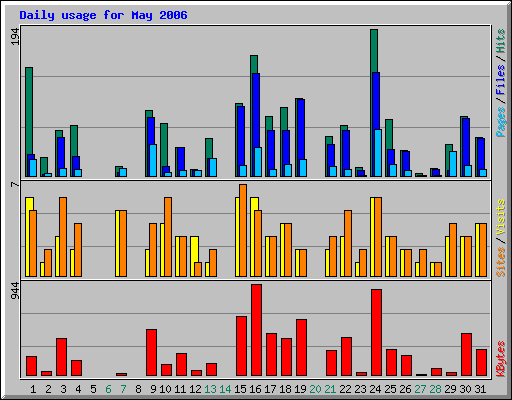 Daily usage for May 2006
194
Pages / Files / Hits
7
Sites / Visits
944
KBytes
1 2 3 4 5 6 7 8 9 10 11 12 13 14 15 16 17 18 19 20 21 22 23 24 25 26 27 28 29 30 31